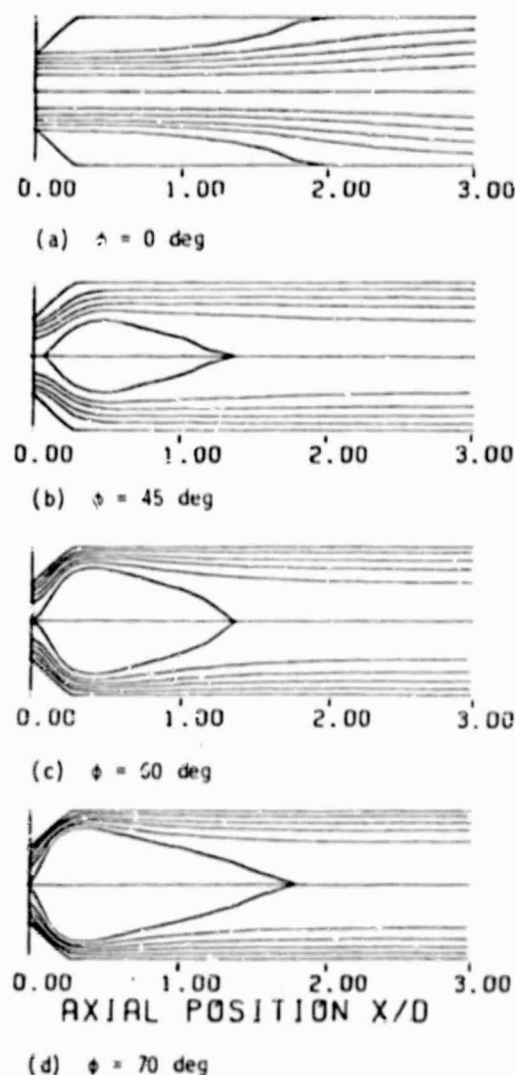 0.00 1.00 2.00 3.00
(a) ϕ = 0 deg
0.00 1.00 2.00 3.00
(b) ϕ = 45 deg
0.00 1.00 2.00 3.00
(c) ϕ = 60 deg
0.00 1.00 2.00 3.00
AXIAL POSITION X/D
(d) ϕ = 70 deg